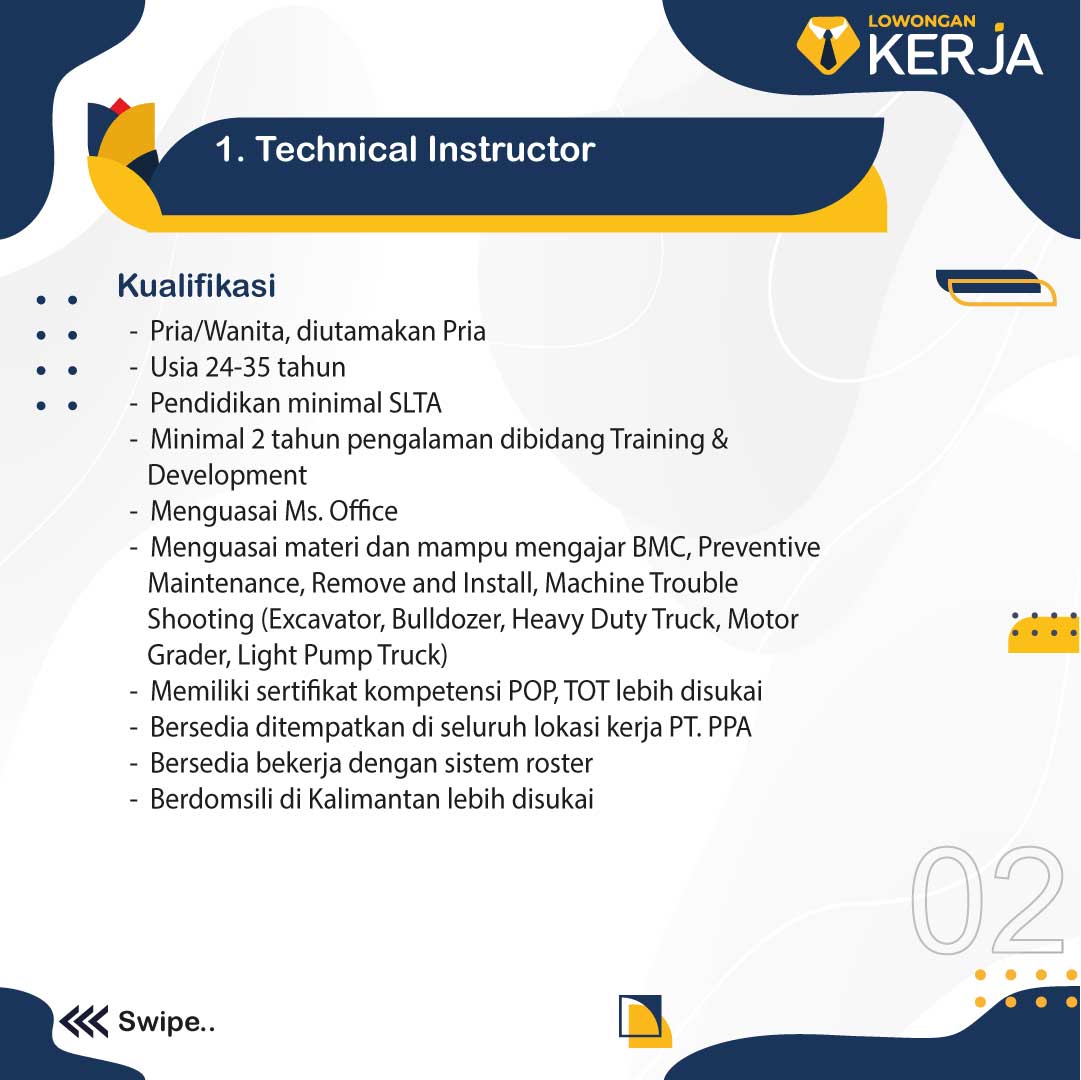 LOWONGAN
KERJA
1. Technical Instructor
Kualifikasi
- Pria/Wanita, diutamakan Pria
- Usia 24-35 tahun
- Pendidikan minimal SLTA
- Minimal 2 tahun pengalaman dibidang Training &
Development
- Menguasai Ms. Office
- Menguasai materi dan mampu mengajar BMC, Preventive
Maintenance, Remove and Install, Machine Trouble
Shooting (Excavator, Bulldozer, Heavy Duty Truck, Motor
Grader, Light Pump Truck)
- Memiliki sertifikat kompetensi POP, TOT lebih disukai
- Bersedia ditempatkan di seluruh lokasi kerja PT. PPA
- Bersedia bekerja dengan sistem roster
- Berdomsili di Kalimantan lebih disukai
02
Swipe..